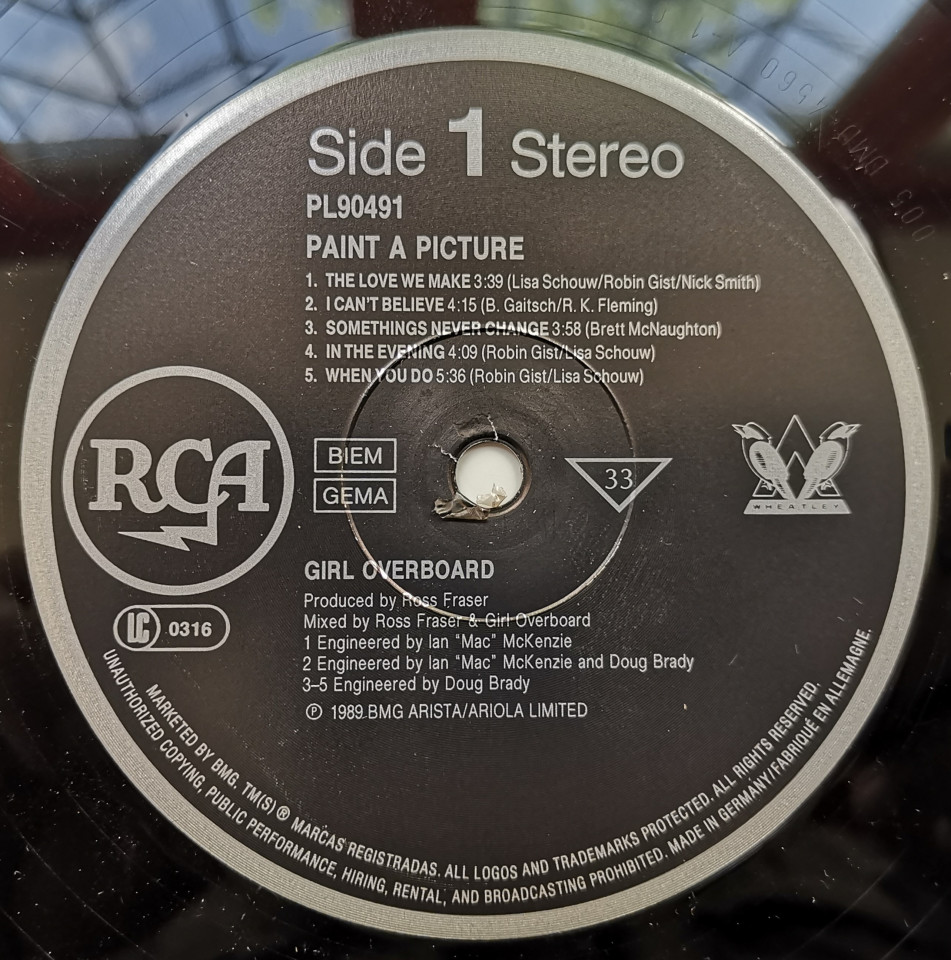 Side 1 Stereo
PL90491
PAINT A PICTURE
1. THE LOVE WE MAKE 3:39 (Lisa Schouw/Robin Gist/Nick Smith)
2. I CAN'T BELIEVE 4:15 (B. Gaitsch/R. K. Fleming)
3. SOMETHINGS NEVER CHANGE 3:58 (Brett McNaughton)
4. IN THE EVENING 4:09 (Robin Gist/Lisa Schouw)
5. WHEN YOU DO 5:36 (Robin Gist/Lisa Schouw)
RCA
BIEM
GEMA
33
WHEATLEY
GIRL OVERBOARD
Produced by Ross Fraser
Mixed by Ross Fraser & Girl Overboard
1 Engineered by Ian “Mac” McKenzie
2 Engineered by Ian “Mac” McKenzie and Doug Brady
3–5 Engineered by Doug Brady
℗ 1989 BMG ARISTA/ARIOLA LIMITED
LC 0316
MARKETED BY BMG. TM(S) ® MARCAS REGISTRADAS. ALL LOGOS AND TRADEMARKS PROTECTED. ALL RIGHTS RESERVED.
UNAUTHORIZED COPYING, PUBLIC PERFORMANCE, HIRING, RENTAL, AND BROADCASTING PROHIBITED. MADE IN GERMANY/FABRIQUÉ EN ALLEMAGNE.